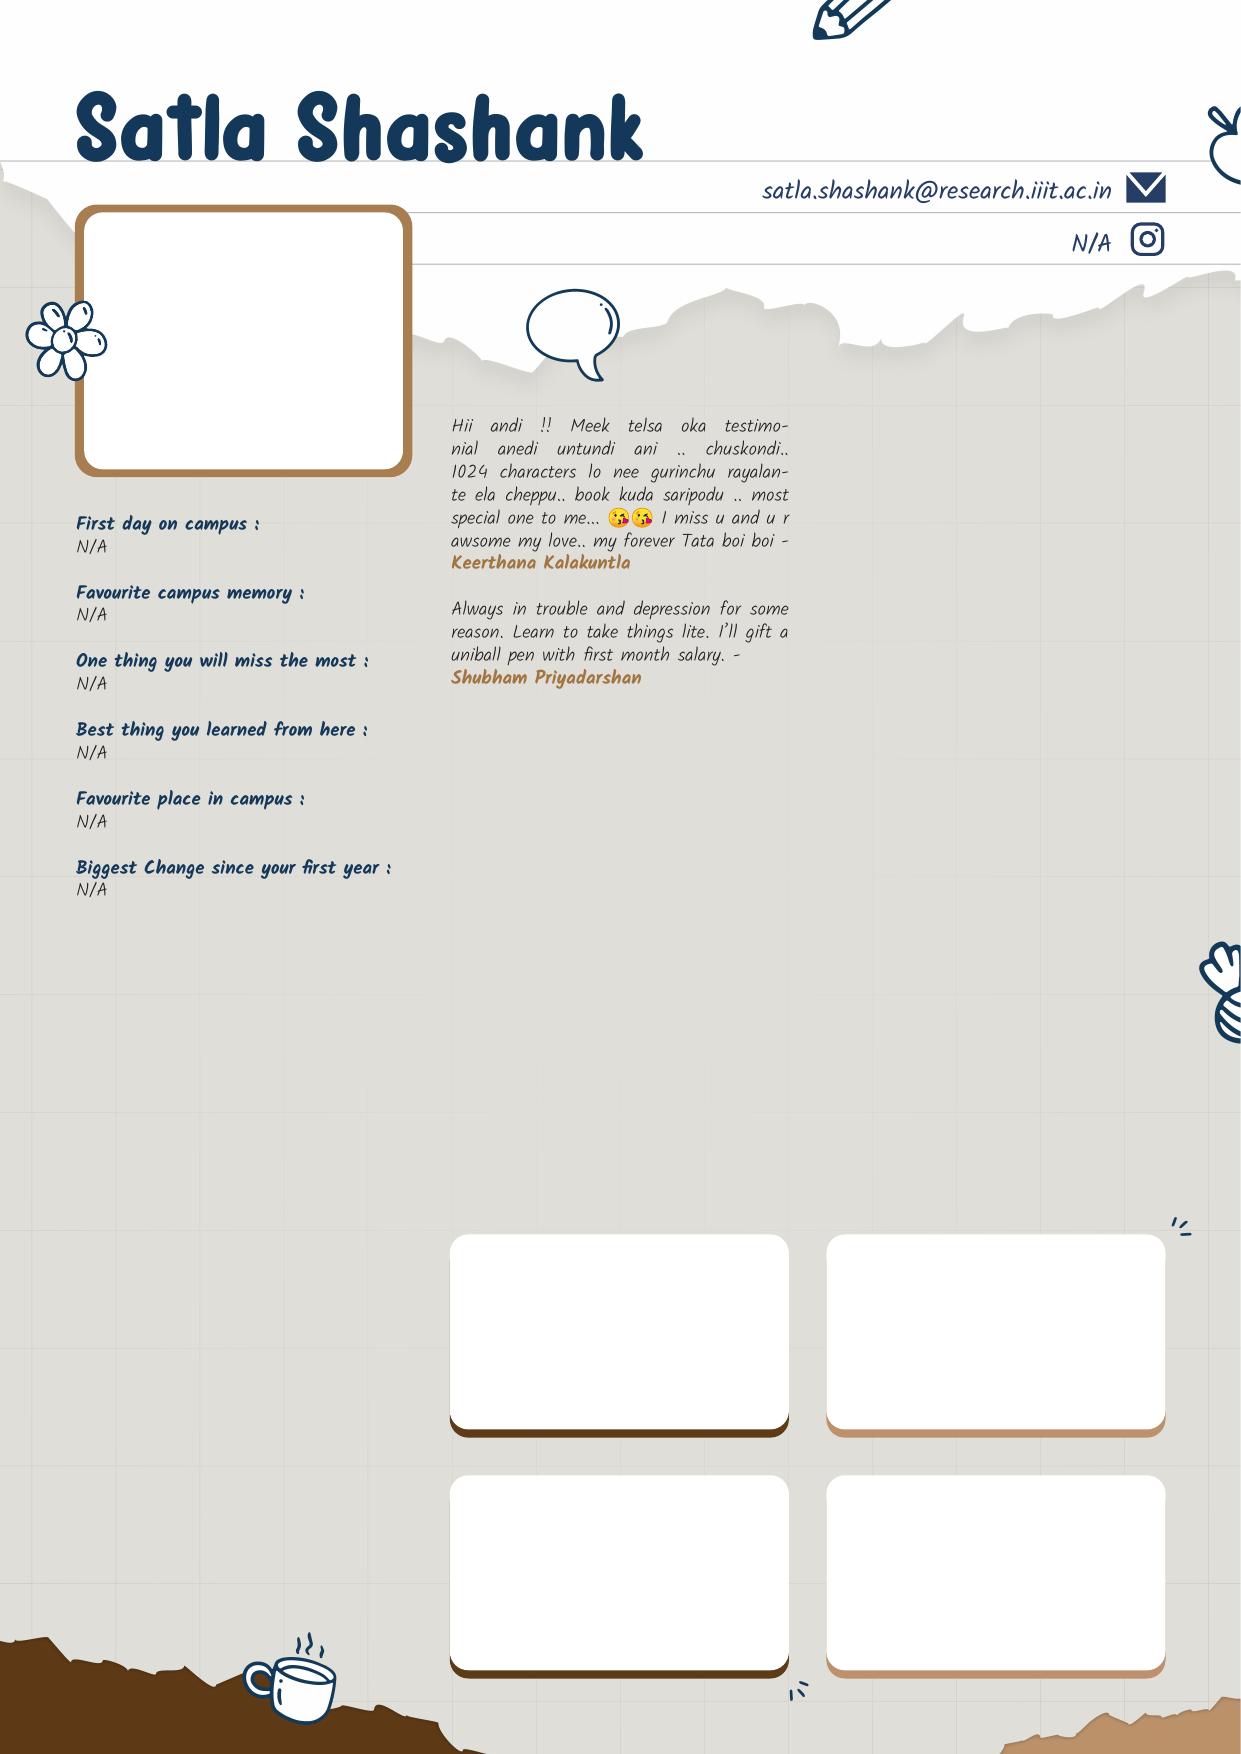 Satla Shashank
satla.shashank@research.iiit.ac.in
N/A
First day on campus :
N/A
Favourite campus memory :
N/A
One thing you will miss the most :
N/A
Best thing you learned from here :
N/A
Favourite place in campus :
N/A
Biggest Change since your first year :
N/A
Hii andi !! Meek telsa oka testimo-
nial anedi untundi ani .. chuskondi..
1024 characters lo nee gurinchu rayalan-
te ela cheppu.. book kuda saripodu .. most
special one to me... 😘😘 I miss u and u r
awsome my love.. my forever Tata boi boi -
Keerthana Kalakuntla
Always in trouble and depression for some
reason. Learn to take things lite. I'll gift a
uniball pen with first month salary. -
Shubham Priyadarshan